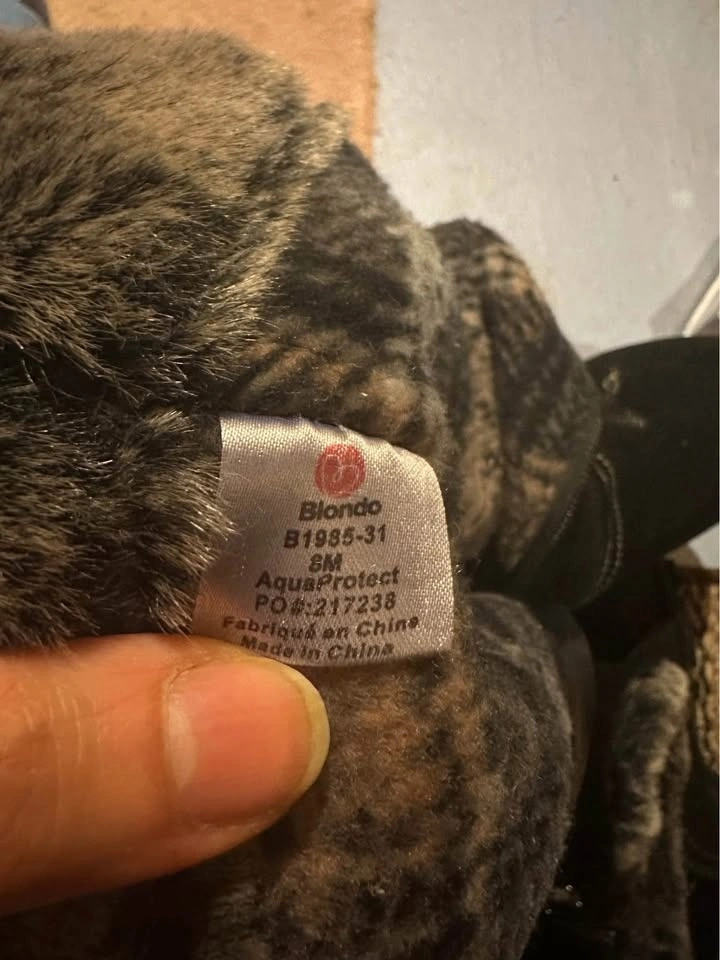 Blondo
B1985-31
8M
AquaProtect
PO#:217238
Fabriqué en Chine
Made in China